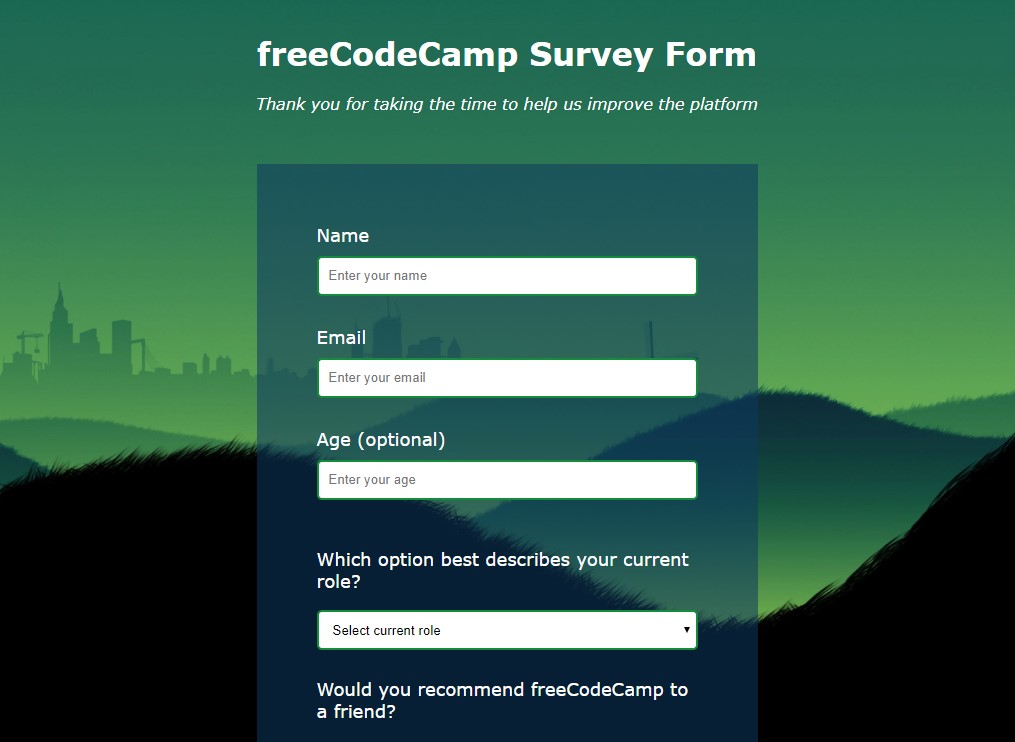 freeCodeCamp Survey Form
Thank you for taking the time to help us improve the platform
Name
Enter your name
Email
Enter your email
Age (optional)
Enter your age
Which option best describes your current
role?
Select current role
Would you recommend freeCodeCamp to
a friend?